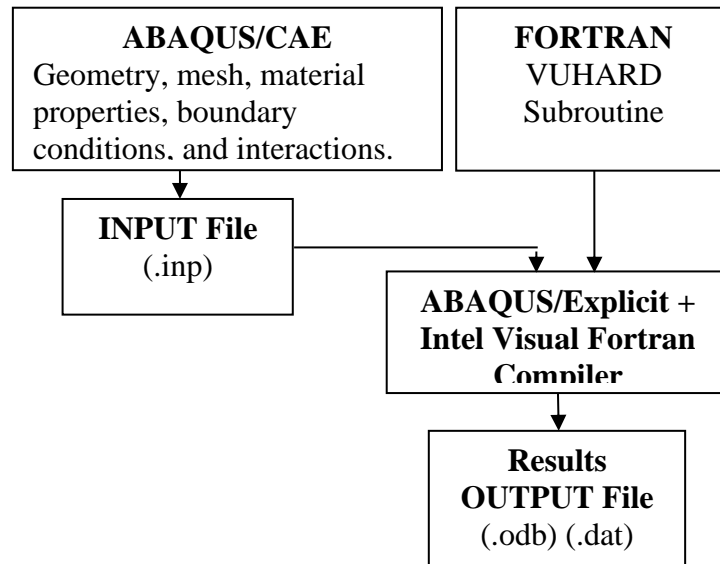 ABAQUS/CAE
Geometry, mesh, material
properties, boundary
conditions, and interactions.
FORTRAN
VUHARD
Subroutine
INPUT File
(.inp)
ABAQUS/Explicit +
Intel Visual Fortran
Compiler
Results
OUTPUT File
(.odb) (.dat)